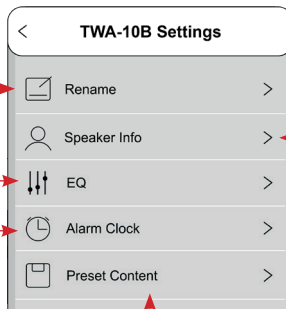 TWA-10B Settings
Rename
Speaker Info
EQ
Alarm Clock
Preset Content